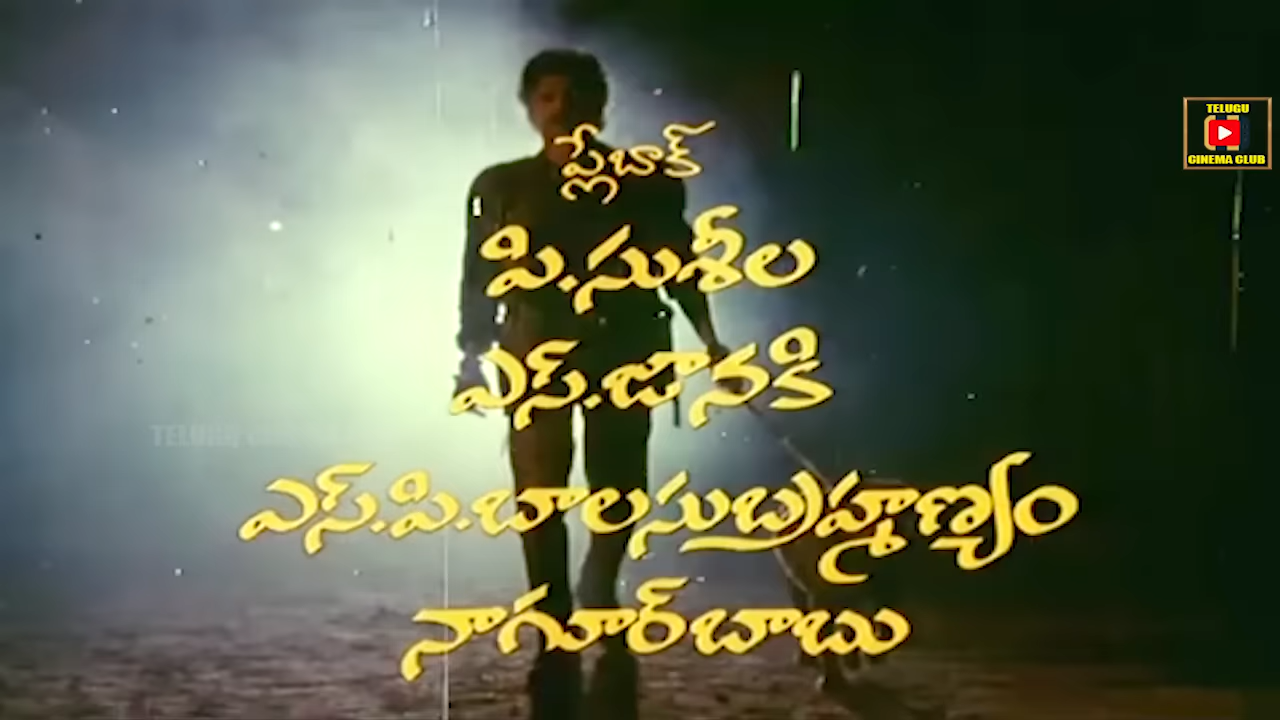 TELUGU
CINEMA CLUB
ప్లేబాక్
పి.సుశీల
ఎస్.జానకి
ఎస్.పి.బాలసుబ్రహ్మణ్యం
నాగూర్‌బాబు